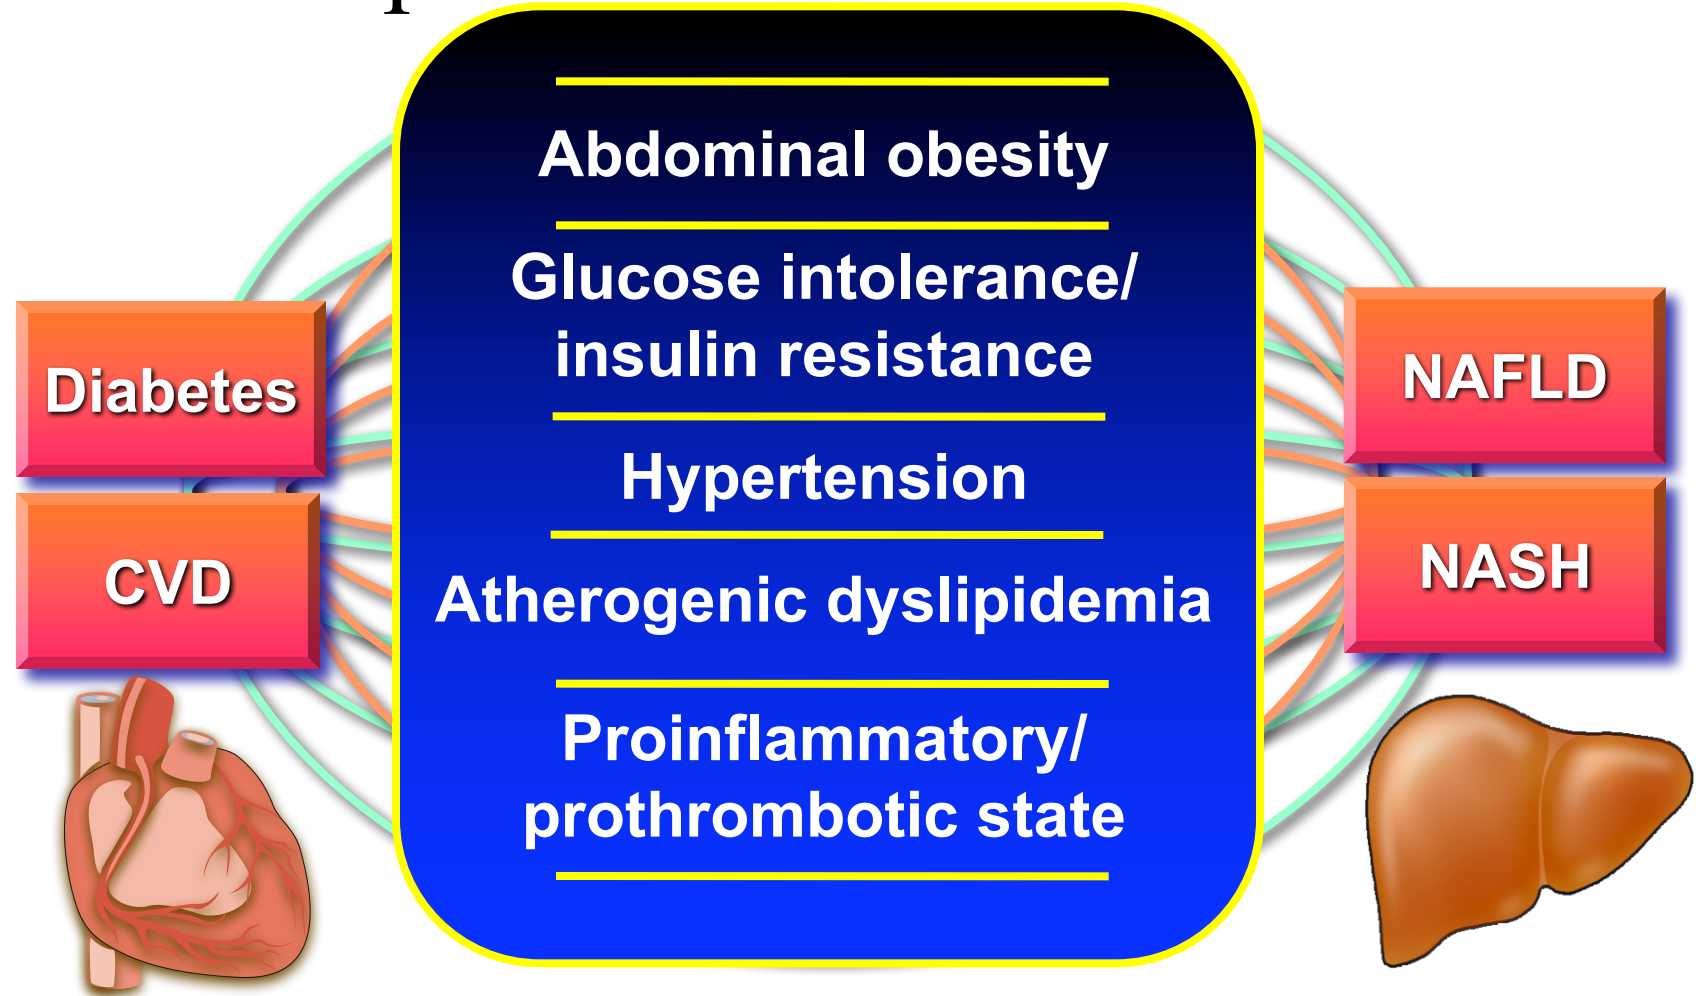 Abdominal obesity
Glucose intolerance/
insulin resistance
Hypertension
Atherogenic dyslipidemia
Proinflammatory/
prothrombotic state
Diabetes
CVD
NAFLD
NASH